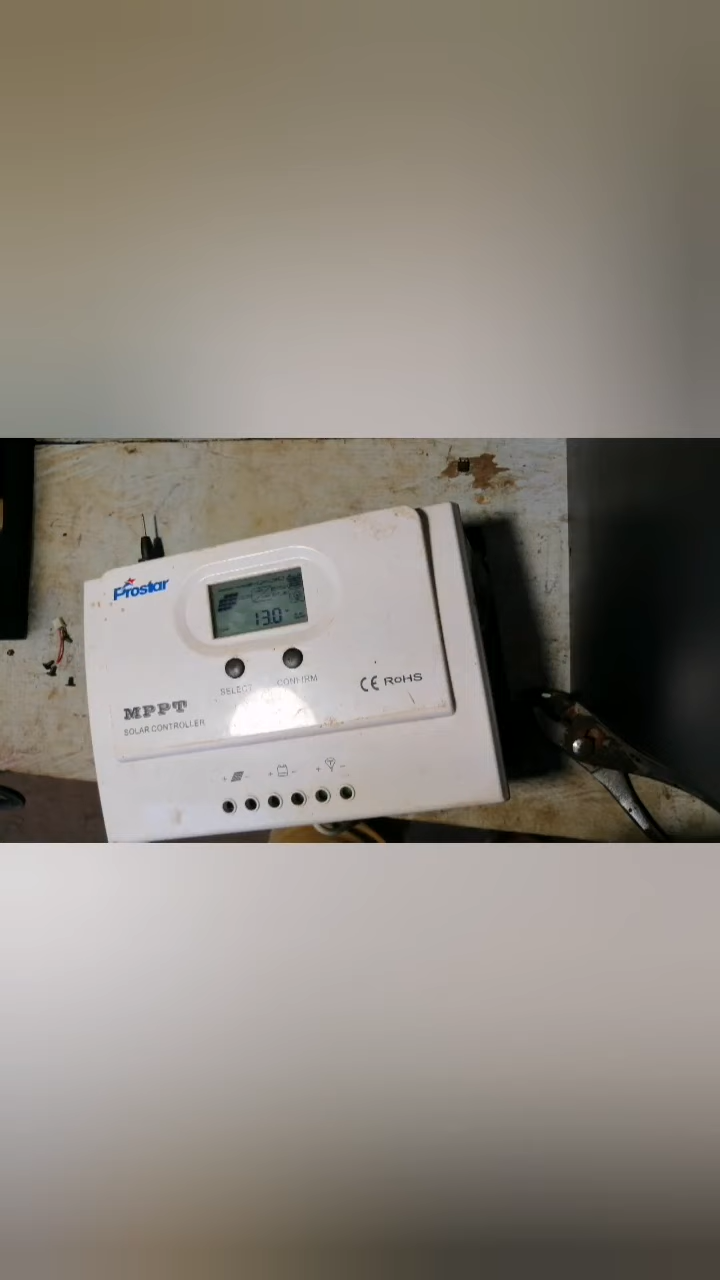 Prostar
13.0
SELECT
CONFIRM
CE RoHS
MPPT
SOLAR CONTROLLER
+ - + - + -